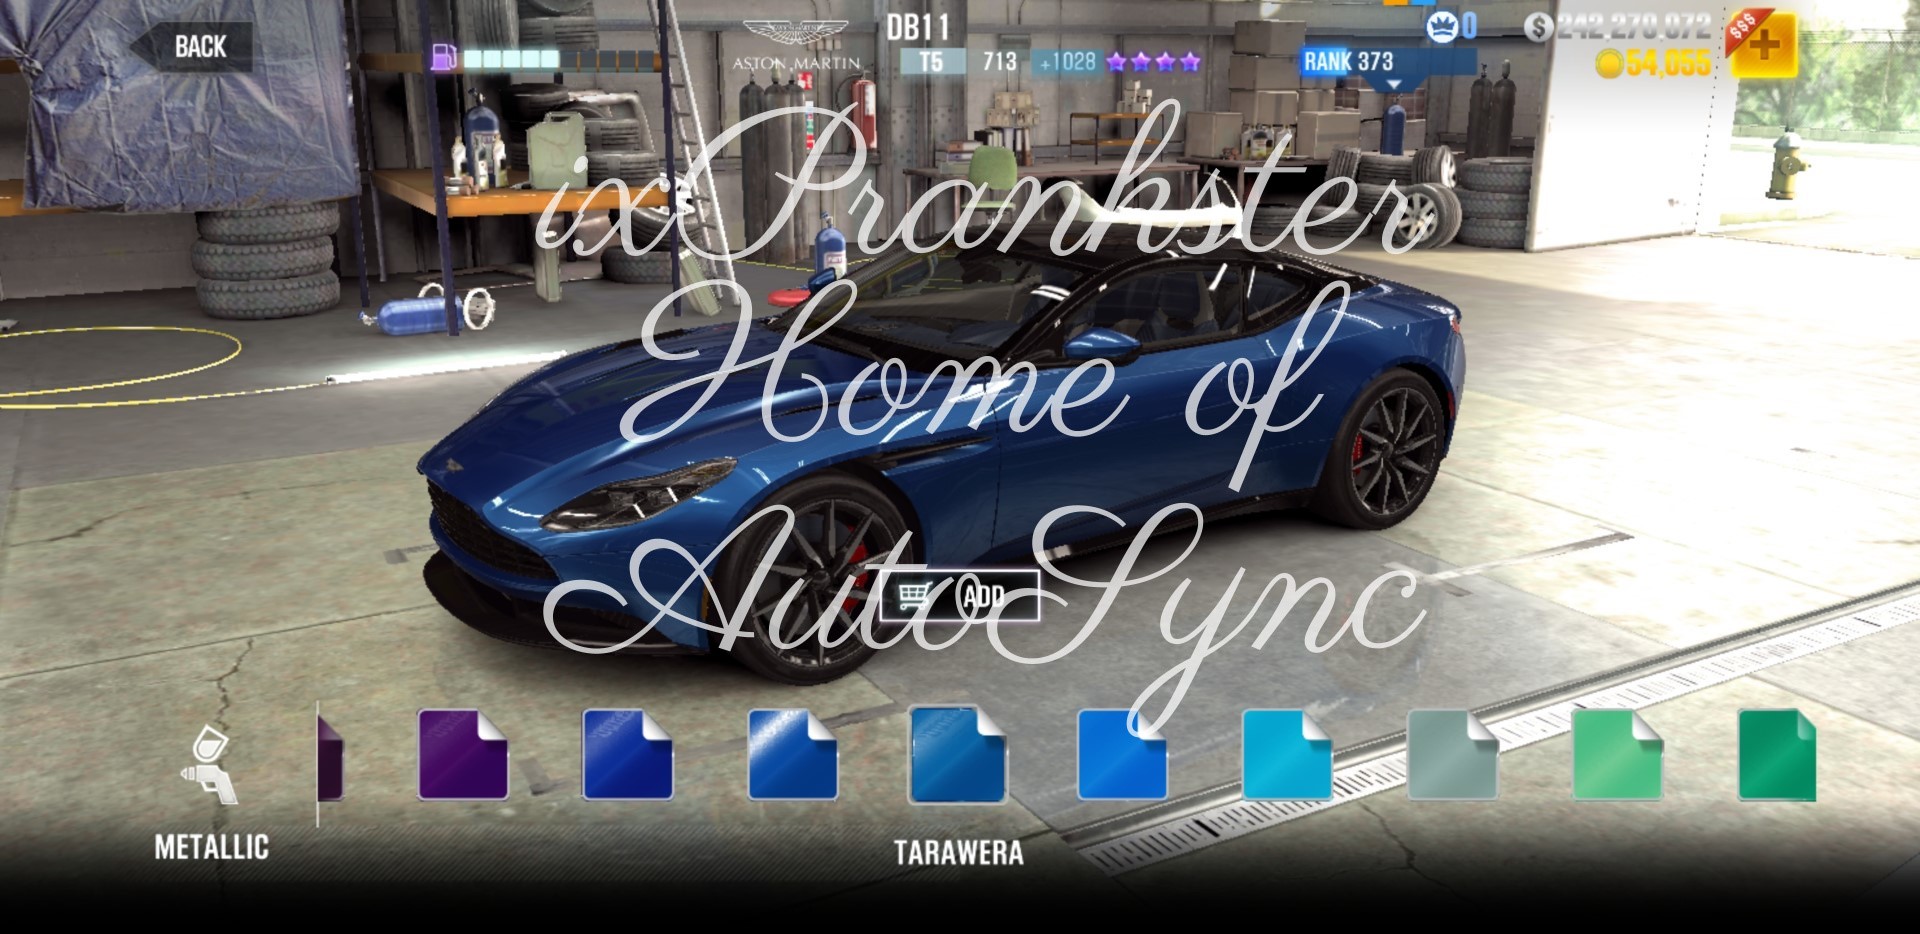 BACK
ASTON MARTIN
DB11
T5 713 +1028
RANK 373
0
$ 242,270,072
54,055
$$$
ixPrankster
Home of
AutoSync
ADD
METALLIC
TARAWERA